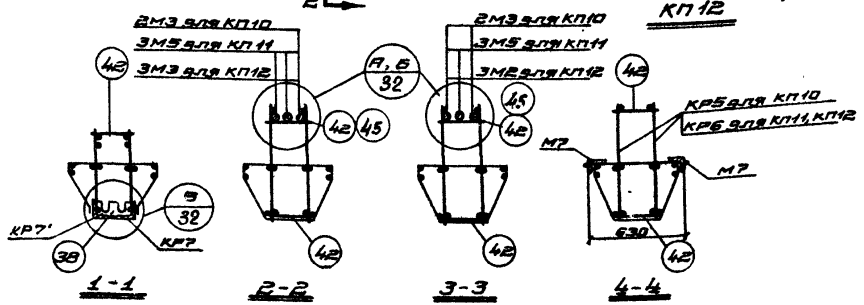 2
КП12
2М3 для КП10
3М5 для КП11
3М3 для КП12
2М3 для КП10
3М5 для КП11
3М2 для КП12
42
А, Б
32
42
45
45
42
42
КР5 для КП10
КР6 для КП11, КП12
М7
М7
В
32
КР7'
38
КР7
42
42
630
42
1-1
2-2
3-3
4-4